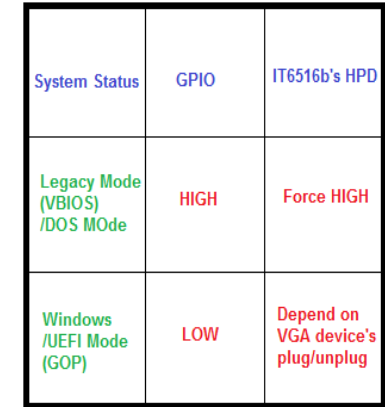 System Status GPIO IT6516b's HPD
Legacy Mode
(VBIOS)
/DOS MOde
HIGH
Force HIGH
Windows
/UEFI Mode
(GOP)
LOW
Depend on
VGA device's
plug/unplug